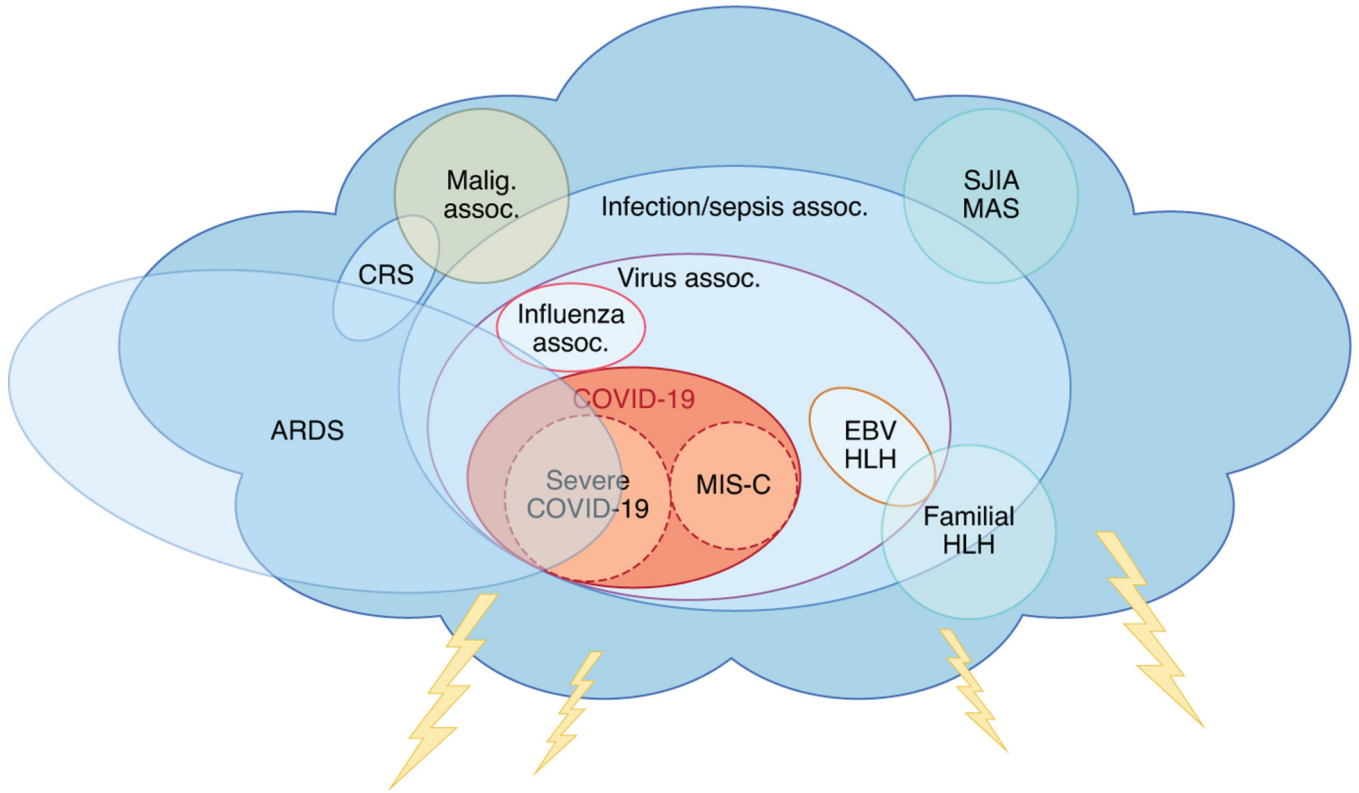 Malig.
assoc.
SJIA
MAS
Infection/sepsis assoc.
CRS
Virus assoc.
Influenza
assoc.
COVID-19
ARDS
EBV
HLH
Severe
COVID-19
MIS-C
Familial
HLH